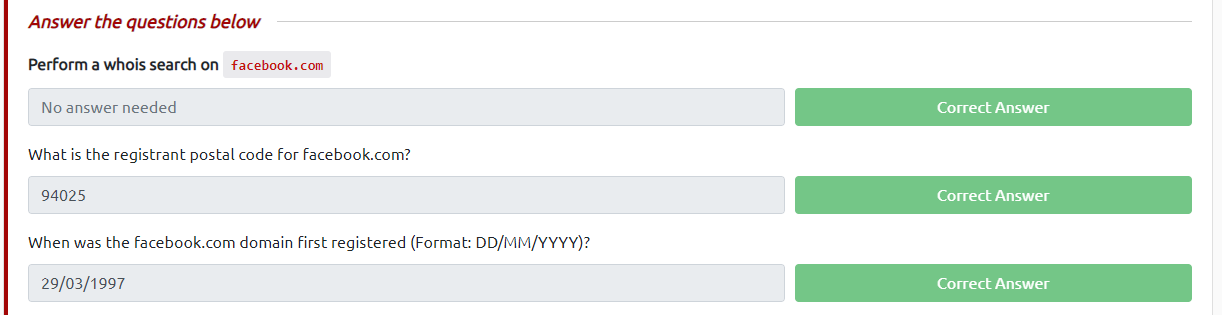 Answer the questions below
Perform a whois search on facebook.com
No answer needed
Correct Answer
What is the registrant postal code for facebook.com?
94025
Correct Answer
When was the facebook.com domain first registered (Format: DD/MM/YYYY)?
29/03/1997
Correct Answer